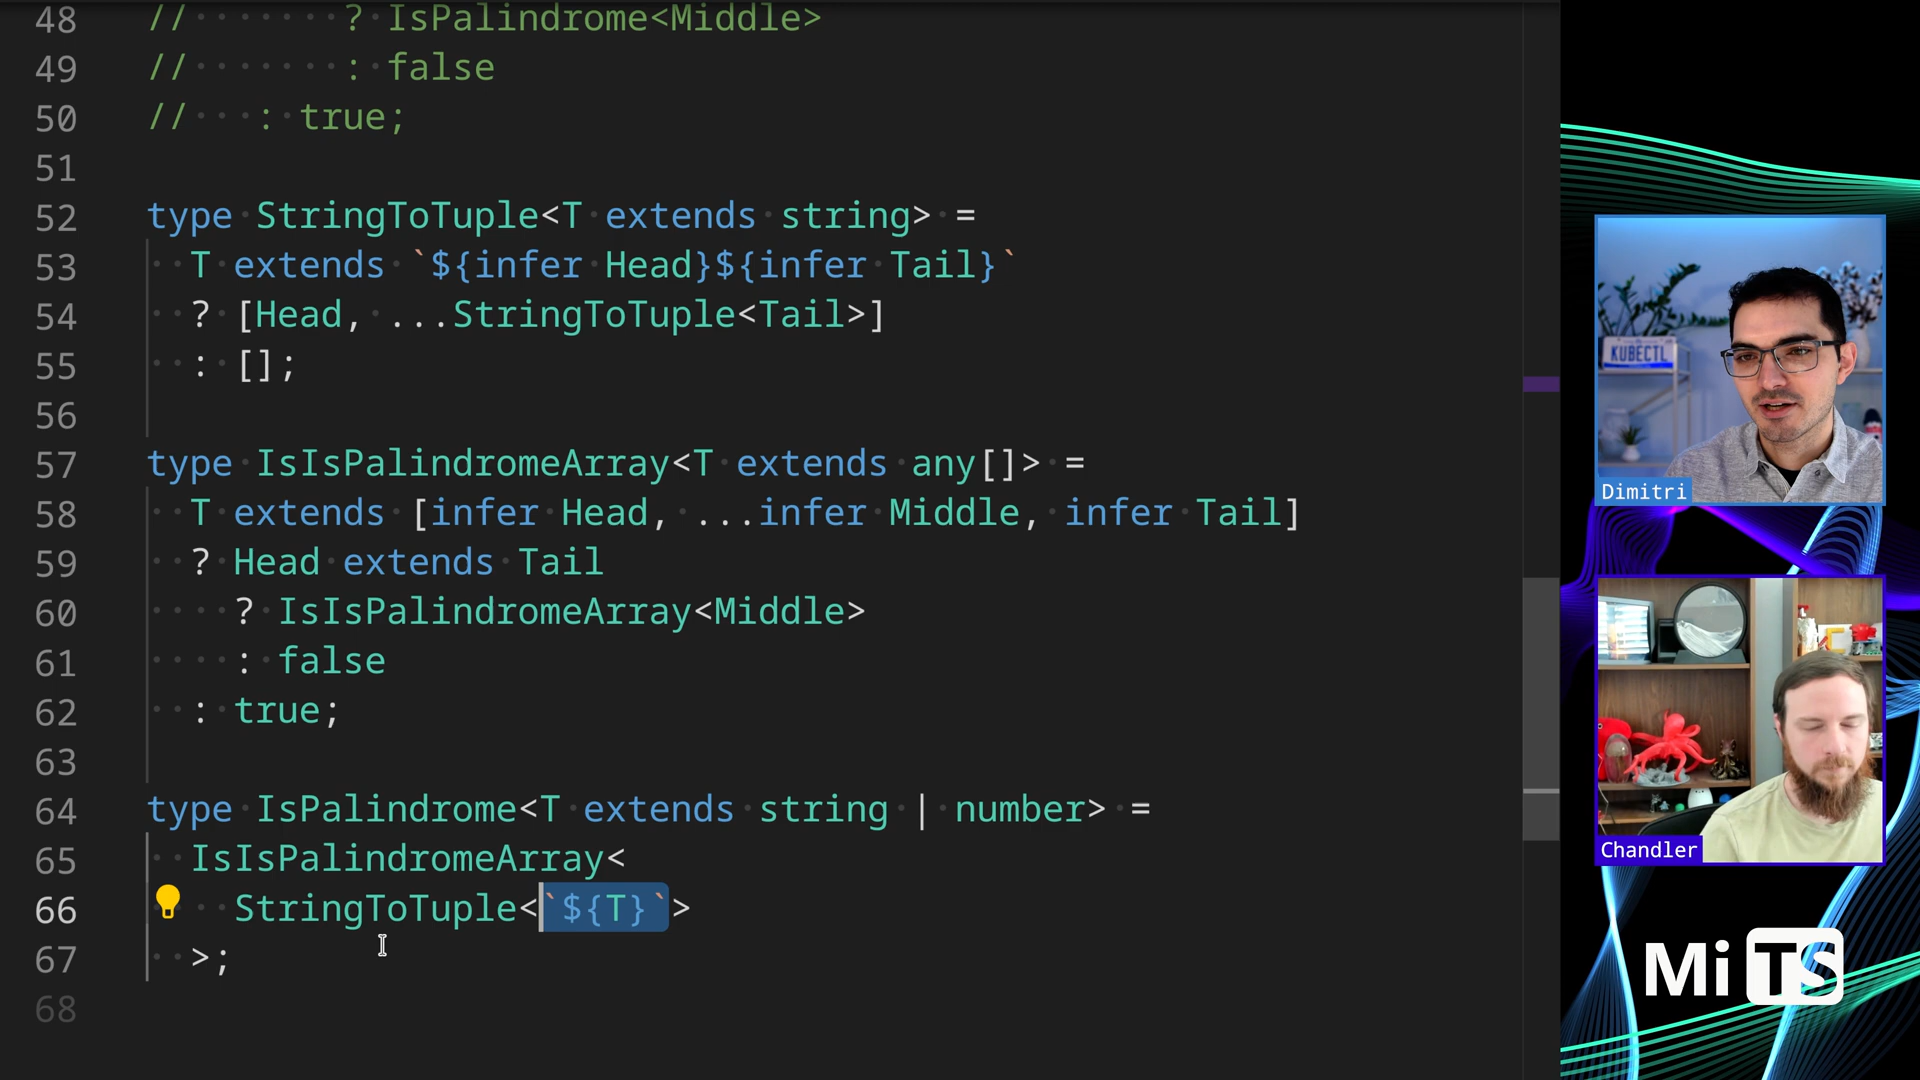 48 //       ? IsPalindrome<Middle>
49 //       : false
50 //   : true;
51
52 type StringToTuple<T extends string> =
53   T extends `${infer Head}${infer Tail}`
54   ? [Head, ...StringToTuple<Tail>]
55   : [];
56
57 type IsIsPalindromeArray<T extends any[]> =
58   T extends [infer Head, ...infer Middle, infer Tail]
59   ? Head extends Tail
60     ? IsIsPalindromeArray<Middle>
61     : false
62   : true;
63
64 type IsPalindrome<T extends string | number> =
65   IsIsPalindromeArray<
66     StringToTuple<`${T}`>
67   >;
68
KUBECTL
Dimitri
Chandler
Mi TS